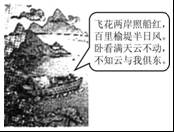 飞花两岸照船红，
百里榆堤半日风。
卧看满天云不动，
不知云与我俱东。